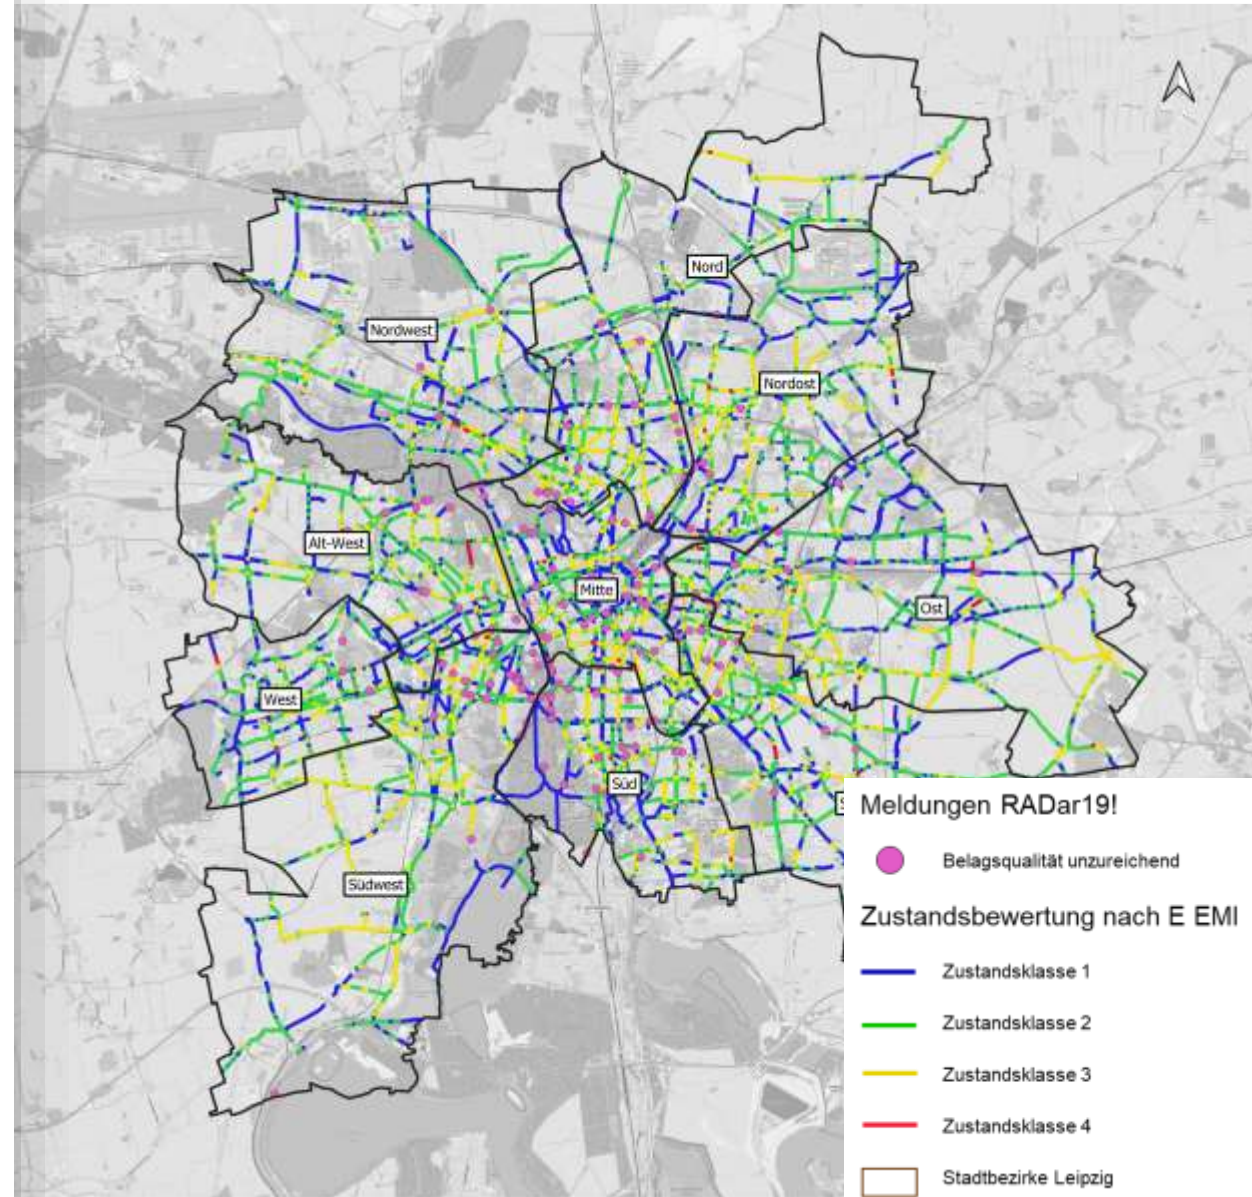 Nord
Nordwest
Nordost
Alt-West
Mitte
Ost
West
Süd
S
Südwest
Meldungen RADar19!
Belagsqualität unzureichend
Zustandsbewertung nach E EMI
Zustandsklasse 1
Zustandsklasse 2
Zustandsklasse 3
Zustandsklasse 4
Stadtbezirke Leipzig